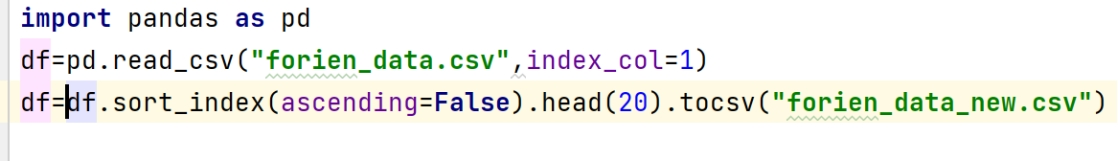 import pandas as pd
df=pd.read_csv("forien_data.csv",index_col=1)
df=df.sort_index(ascending=False).head(20).tocsv("forien_data_new.csv")